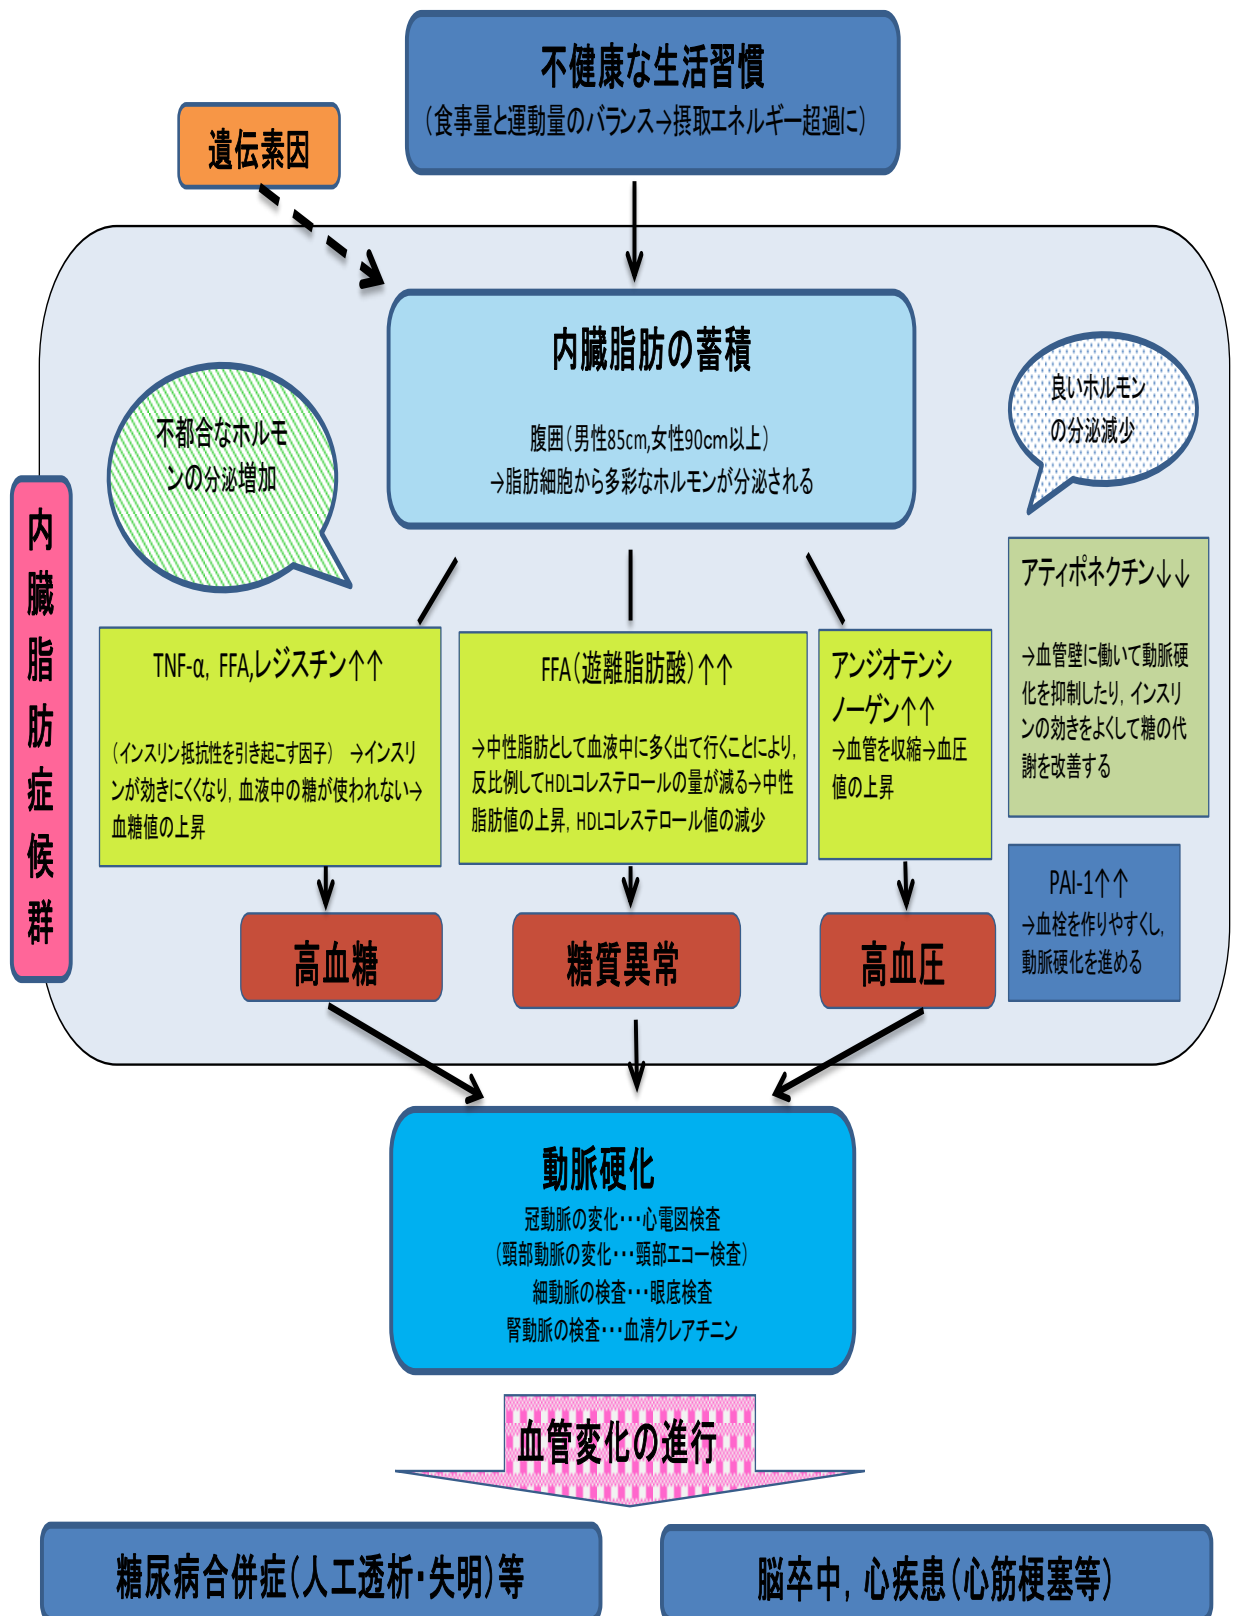 不健康な生活習慣
（食事量と運動量のバランス→摂取エネルギー超過に）
遺伝素因
内臓脂肪の蓄積
腹囲（男性85cm,女性90cm以上）
→脂肪細胞から多彩なホルモンが分泌される
不都合なホルモ
ンの分泌増加
良いホルモン
の分泌減少
内臓脂肪症候群
TNF-α，FFA,レジスチン↑↑
（インスリン抵抗性を引き起こす因子）　→インスリ
ンが効きにくくなり，血液中の糖が使われない→
血糖値の上昇
FFA（遊離脂肪酸）↑↑
→中性脂肪として血液中に多く出て行くことにより，
反比例してHDLコレステロールの量が減る→中性
脂肪値の上昇，HDLコレステロール値の減少
アンジオテンシ
ノーゲン↑↑
→血管を収縮→血圧
値の上昇
アティポネクチン↓↓
→血管壁に働いて動脈硬
化を抑制したり，インスリ
ンの効きをよくして糖の代
謝を改善する
PAI-1↑↑
→血栓を作りやすくし，
動脈硬化を進める
高血糖
糖質異常
高血圧
動脈硬化
冠動脈の変化･･･心電図検査
（頸部動脈の変化･･･頸部エコー検査）
細動脈の検査･･･眼底検査
腎動脈の検査･･･血清クレアチニン
血管変化の進行
糖尿病合併症（人工透析・失明）等
脳卒中，心疾患（心筋梗塞等）